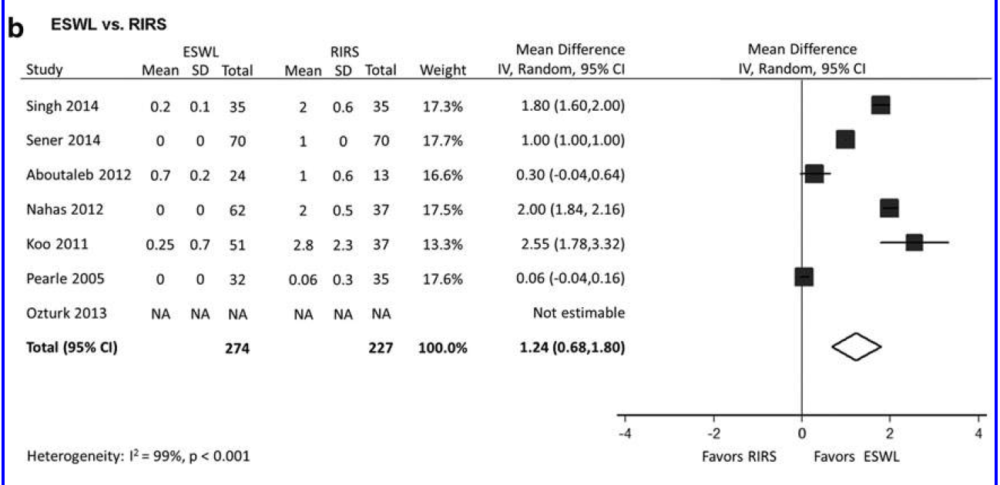 b ESWL vs. RIRS
ESWL RIRS Mean Difference Mean Difference
Study Mean SD Total Mean SD Total Weight IV, Random, 95% CI IV, Random, 95% CI
Singh 2014 0.2 0.1 35 2 0.6 35 17.3% 1.80 (1.60,2.00)
Sener 2014 0 0 70 1 0 70 17.7% 1.00 (1.00,1.00)
Aboutaleb 2012 0.7 0.2 24 1 0.6 13 16.6% 0.30 (-0.04,0.64)
Nahas 2012 0 0 62 2 0.5 37 17.5% 2.00 (1.84, 2.16)
Koo 2011 0.25 0.7 51 2.8 2.3 37 13.3% 2.55 (1.78,3.32)
Pearle 2005 0 0 32 0.06 0.3 35 17.6% 0.06 (-0.04,0.16)
Ozturk 2013 NA NA NA NA NA NA Not estimable
Total (95% CI) 274 227 100.0% 1.24 (0.68,1.80)
-4 -2 0 2 4
Heterogeneity: I² = 99%, p < 0.001 Favors RIRS Favors ESWL